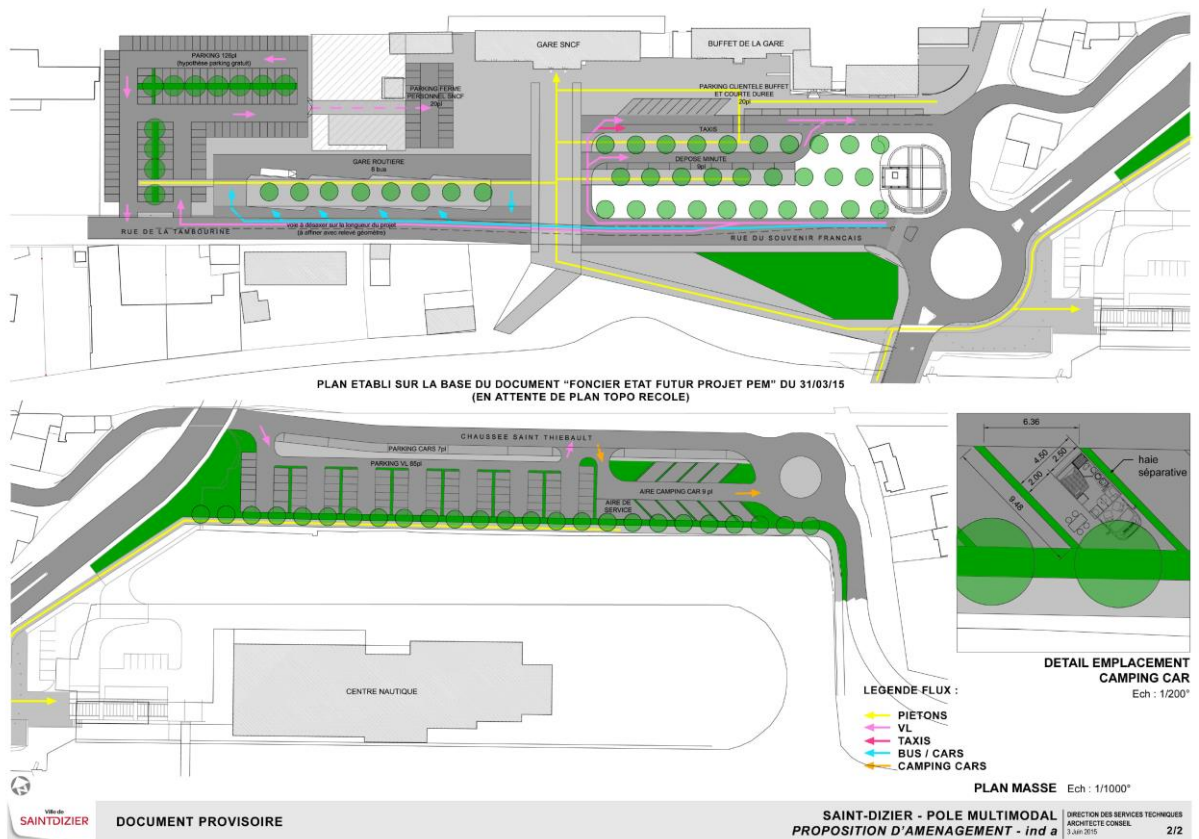 GARE SNCF
BUFFET DE LA GARE
PARKING 128pl
(hypothèse parking gratuit)
PARKING FERME
PERSONNEL SNCF
20pl
PARKING CLIENTELE BUFFET
ET COURTE DUREE
20pl
TAXIS
DEPOSE MINUTE
9pl
GARE ROUTIERE
6 bus
RUE DE LA TAMBOURINE
voie à dévoyer sur la longueur du projet
(à affiner avec relevé géomètre)
RUE DU SOUVENIR FRANCAIS
PLAN ETABLI SUR LA BASE DU DOCUMENT "FONCIER ETAT FUTUR PROJET PEM" DU 31/03/15
(EN ATTENTE DE PLAN TOPO RECOLE)
CHAUSSEE SAINT THIEBAULT
PARKING CARS 7pl
PARKING VL 85pl
AIRE CAMPING CAR 9 pl
AIRE DE
SERVICE
6.36
4.50
2.50
2.00
9.48
haie
séparative
DETAIL EMPLACEMENT
CAMPING CAR
Ech : 1/200°
CENTRE NAUTIQUE
LEGENDE FLUX :
PIETONS
VL
TAXIS
BUS / CARS
CAMPING CARS
PLAN MASSE Ech : 1/1000°
Ville de
SAINT-DIZIER
DOCUMENT PROVISOIRE
SAINT-DIZIER - POLE MULTIMODAL
PROPOSITION D'AMENAGEMENT - ind a
DIRECTION DES SERVICES TECHNIQUES
ARCHITECTE CONSEIL
3 Juin 2015
2/2